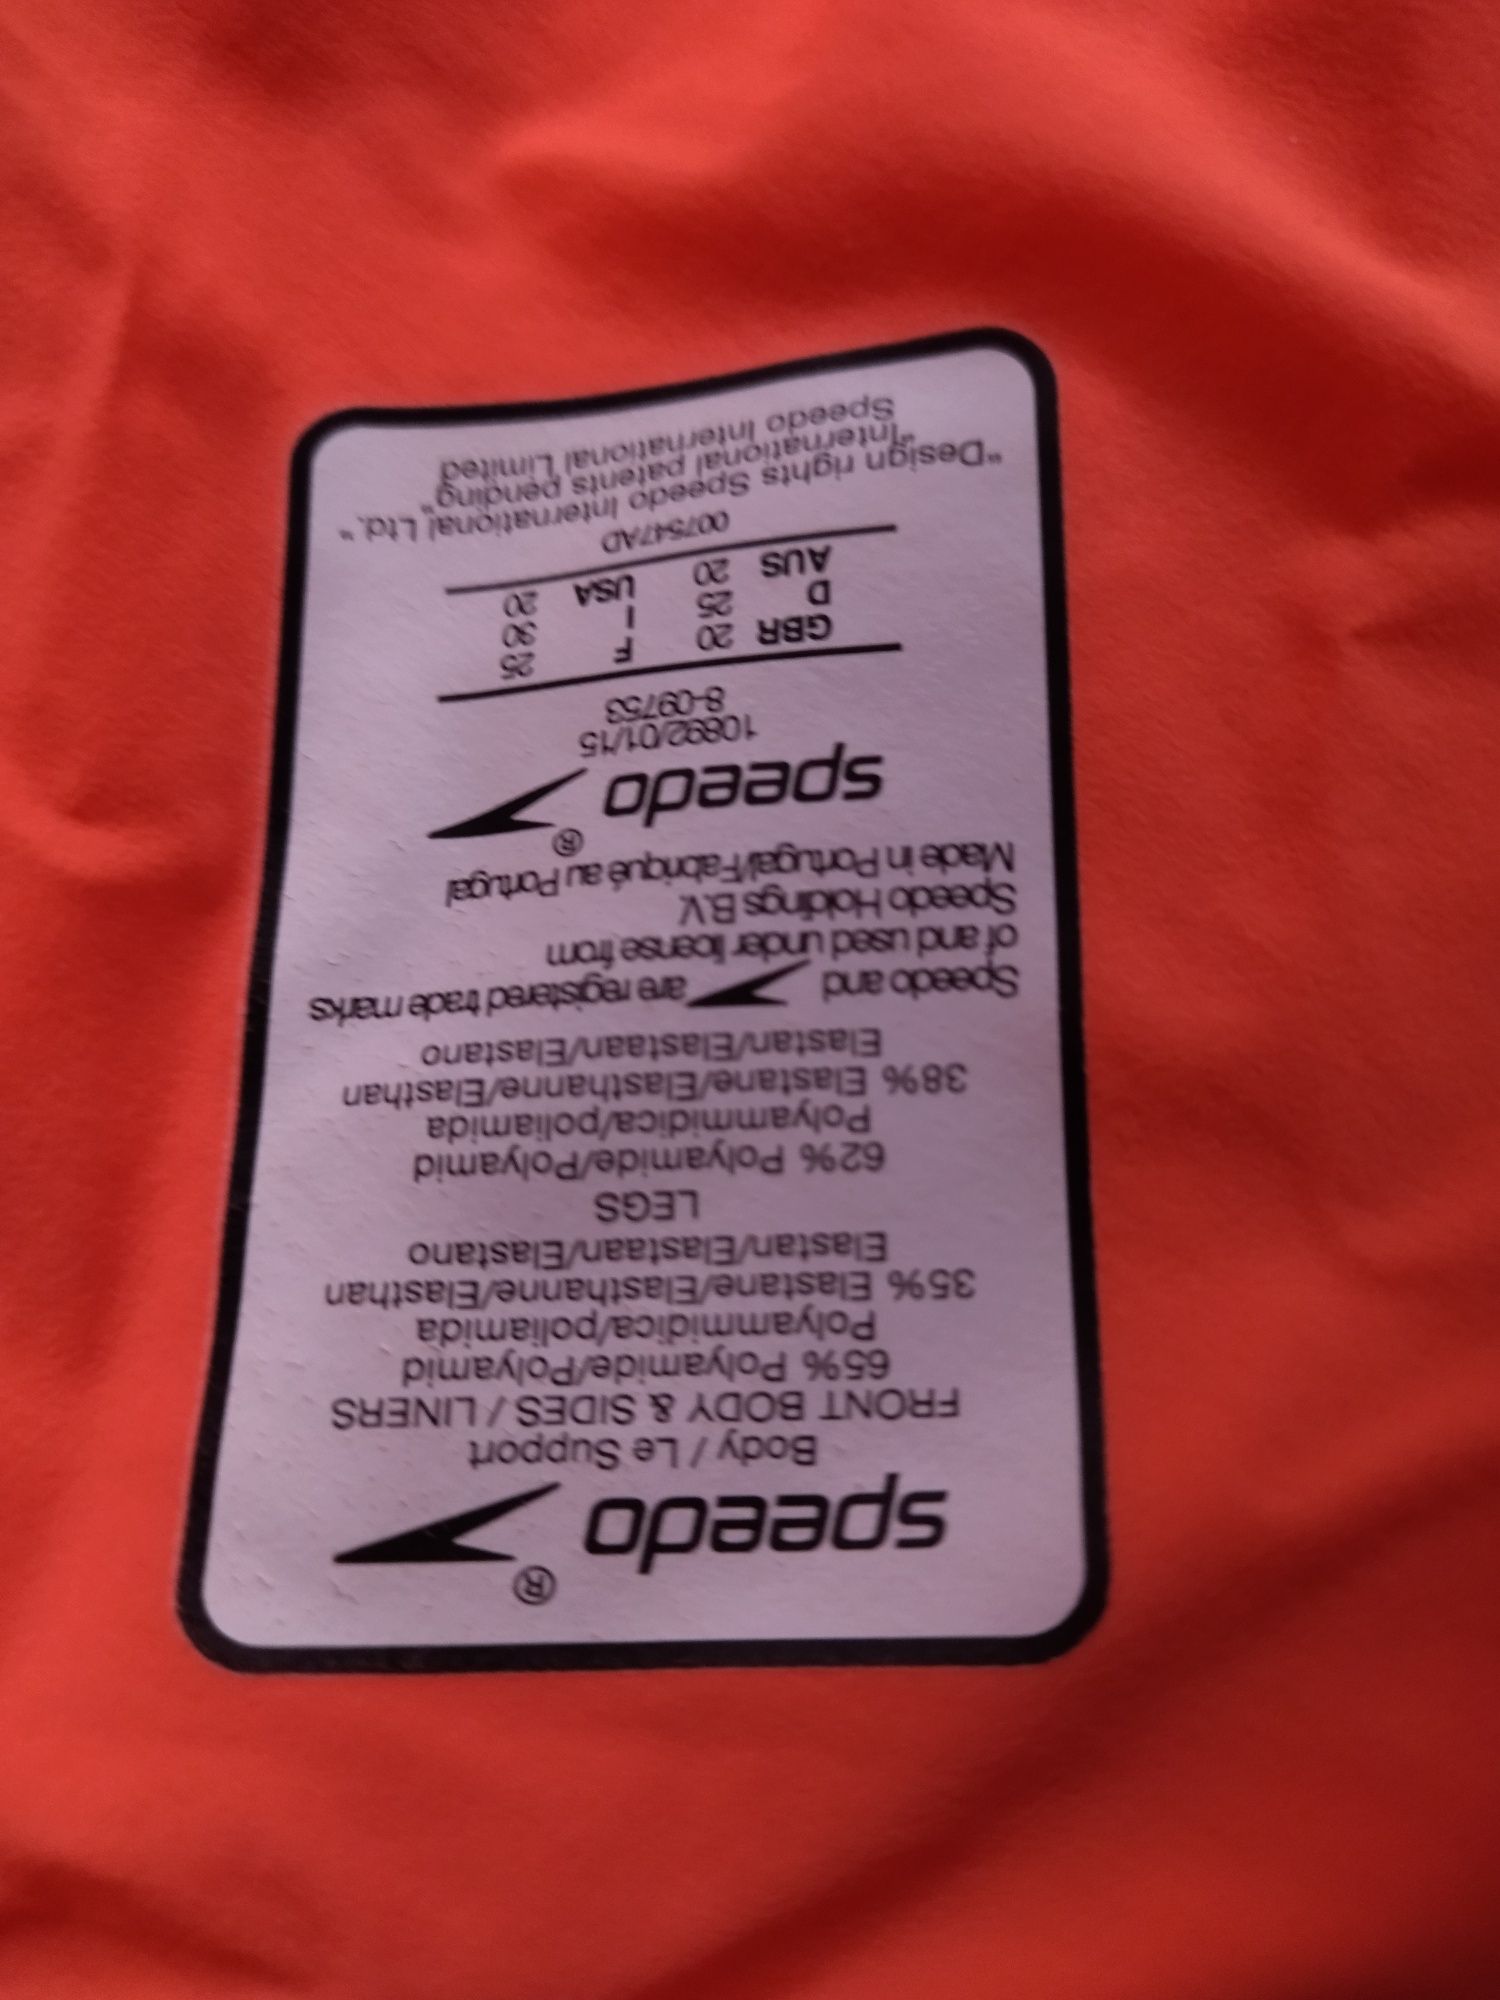 speedo ®
Body / Le Support
FRONT BODY & SIDES / LINERS
65% Polyamide/Polyamid
Polyammidica/poliamida
35% Elastane/Elasthanne/Elasthan
Elastan/Elastaan/Elastano
LEGS
62% Polyamide/Polyamid
Polyammidica/poliamida
38% Elastane/Elasthanne/Elasthan
Elastan/Elastaan/Elastano
Speedo and are registered trade marks
of and used under license from
Speedo Holdings B.V.
Made in Portugal/Fabriqué au Portugal
speedo ®
10892/01/15
8-09753
GBR 20 F 25
D 25 I 30
AUS 20 USA 20
007547AD
"Design rights Speedo International Ltd."
"International patents pending"
Speedo International Limited